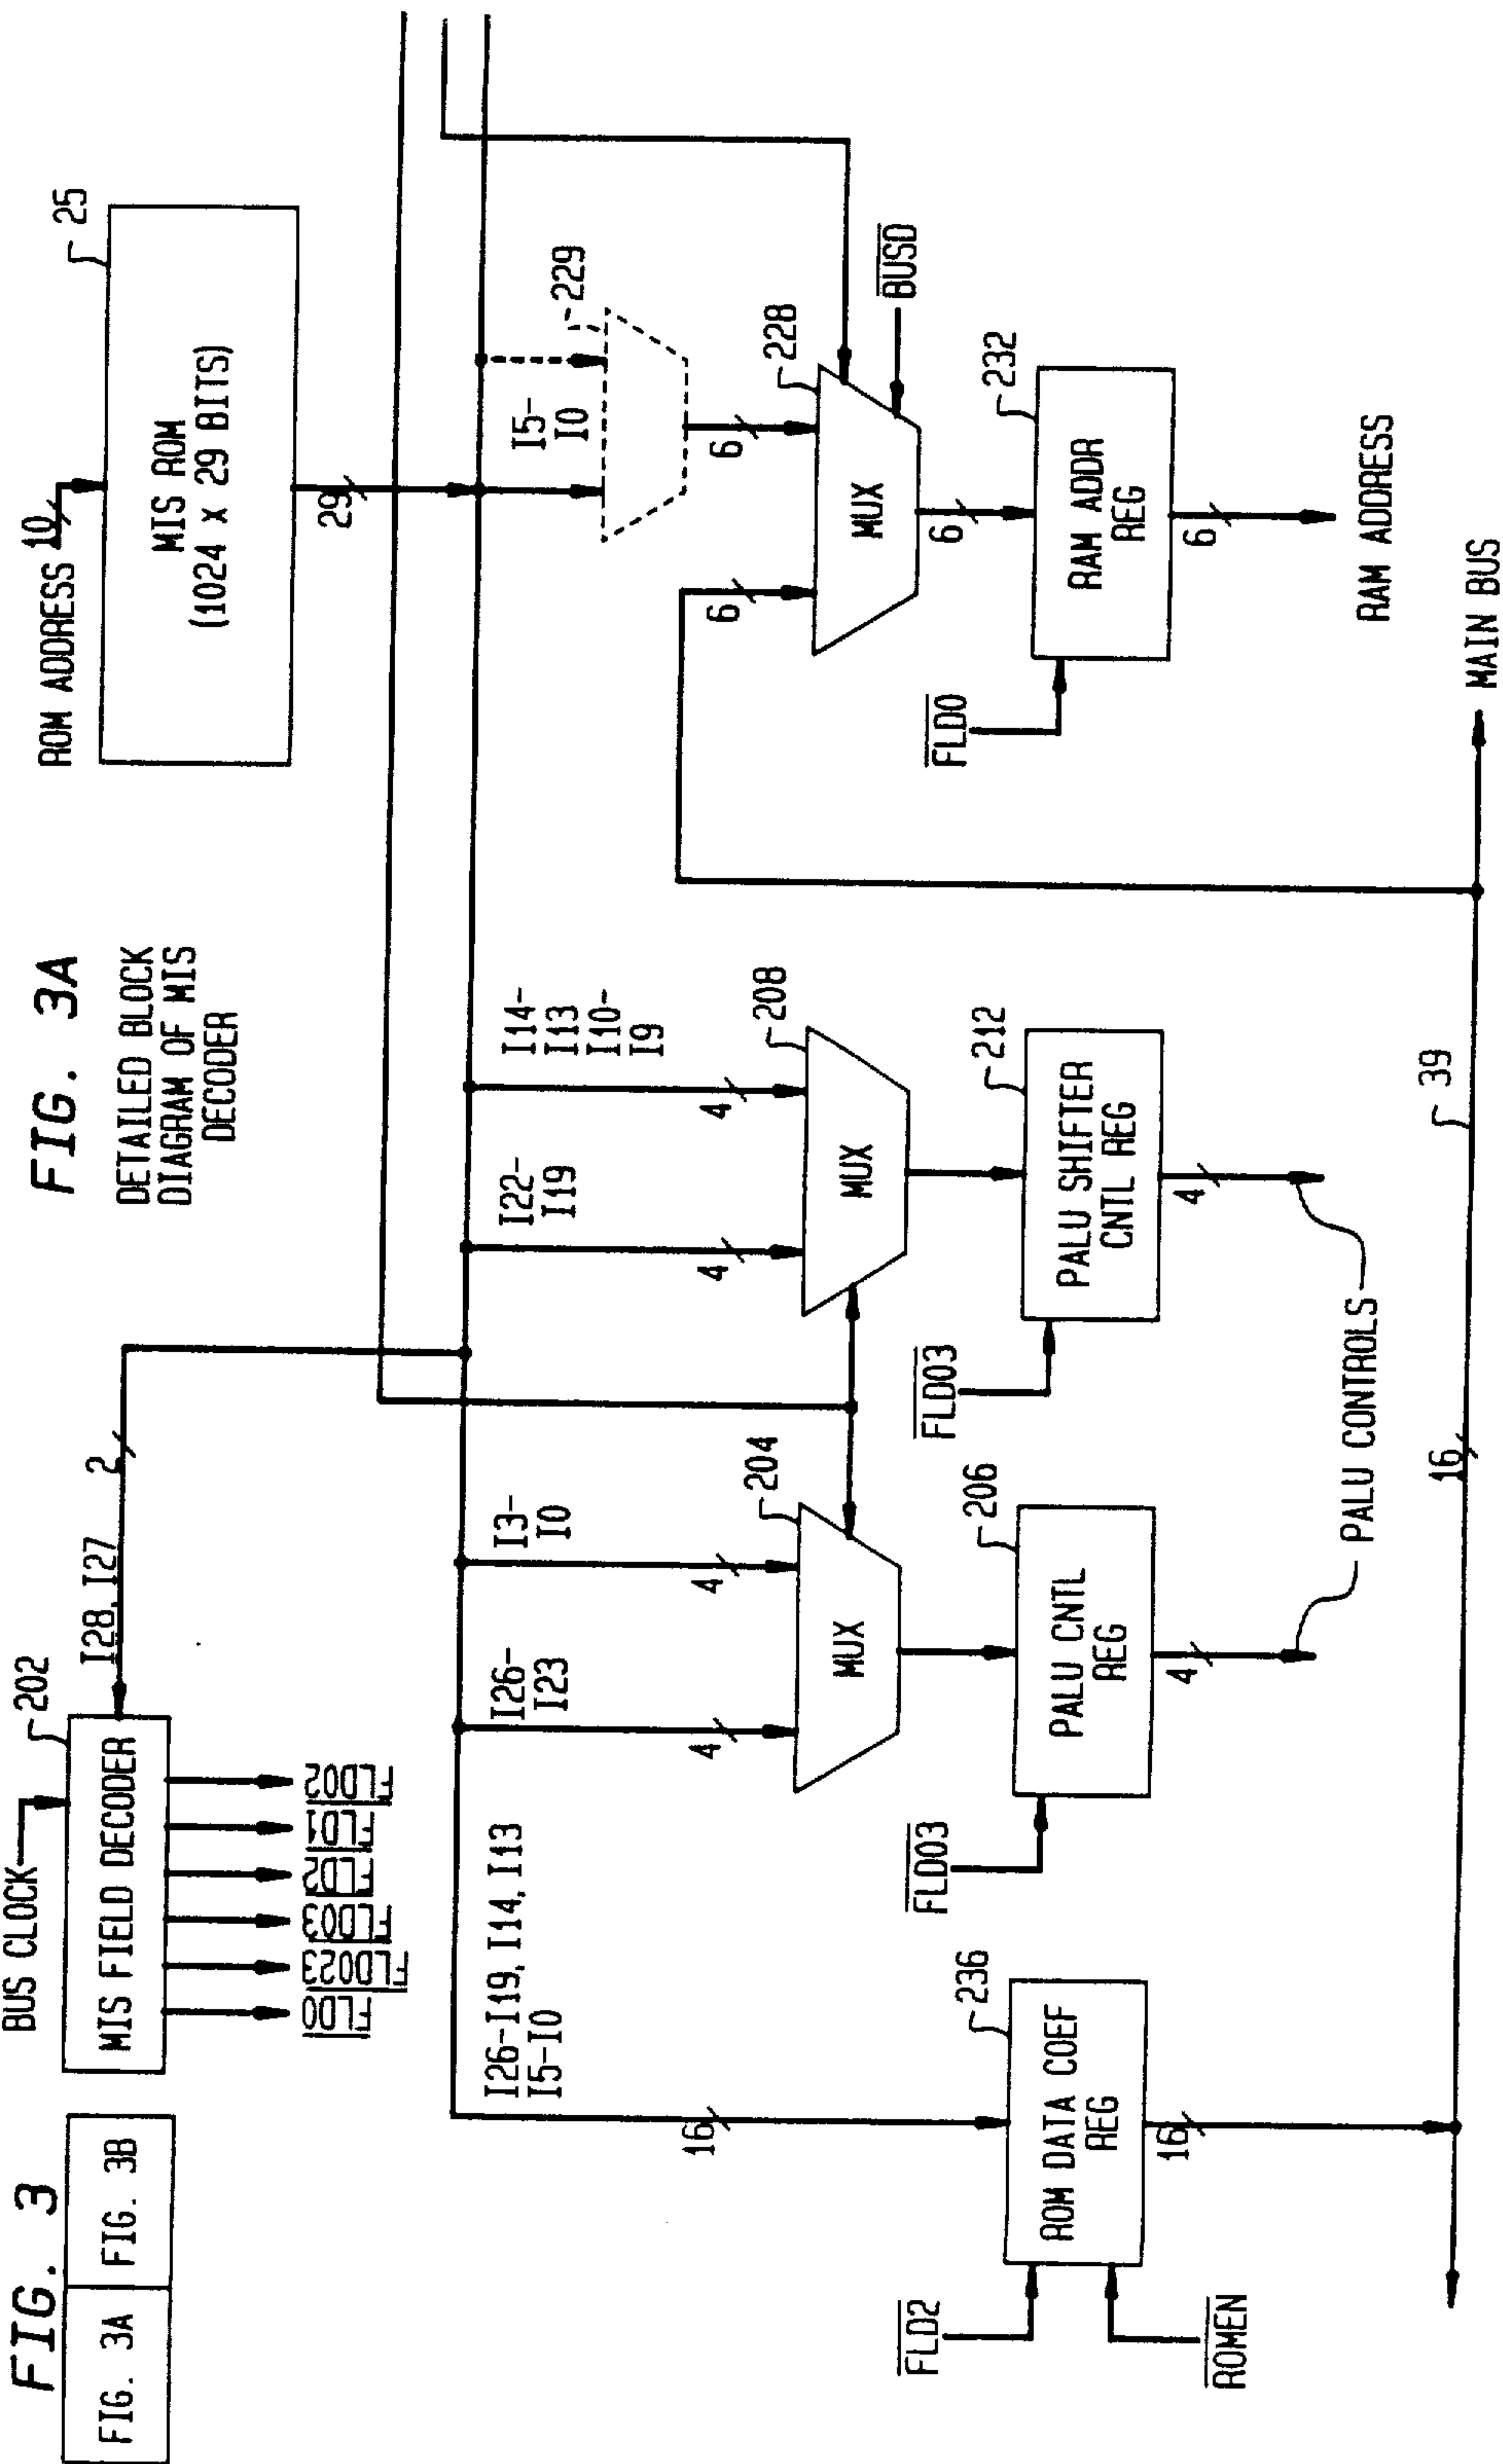 FIG. 3
FIG. 3A
FIG. 3B
FIG. 3A
DETAILED BLOCK
DIAGRAM OF MIS
DECODER
BUS CLOCK
202
MIS FIELD DECODER
I28, I27
2
FLD0
FLD023
FLD03
FLD2
FLD1
FLD02
ROM ADDRESS
10
25
MIS ROM
(1024 x 29 BITS)
29
I26-I19, I14, I13
I5-I0
16
I26-
I23
4
I3-
I0
4
204
MUX
I22-
I19
4
I14-
I13
I10-
I9
4
208
MUX
I5-
I0
229
6
6
228
MUX
BUSD
6
FLD2
ROMEN
236
ROM DATA COEF
REG
16
FLD03
206
PALU CNTL
REG
4
FLD03
212
PALU SHIFTER
CNTL REG
4
PALU CONTROLS
FLD0
232
RAM ADDR
REG
6
RAM ADDRESS
16
39
MAIN BUS